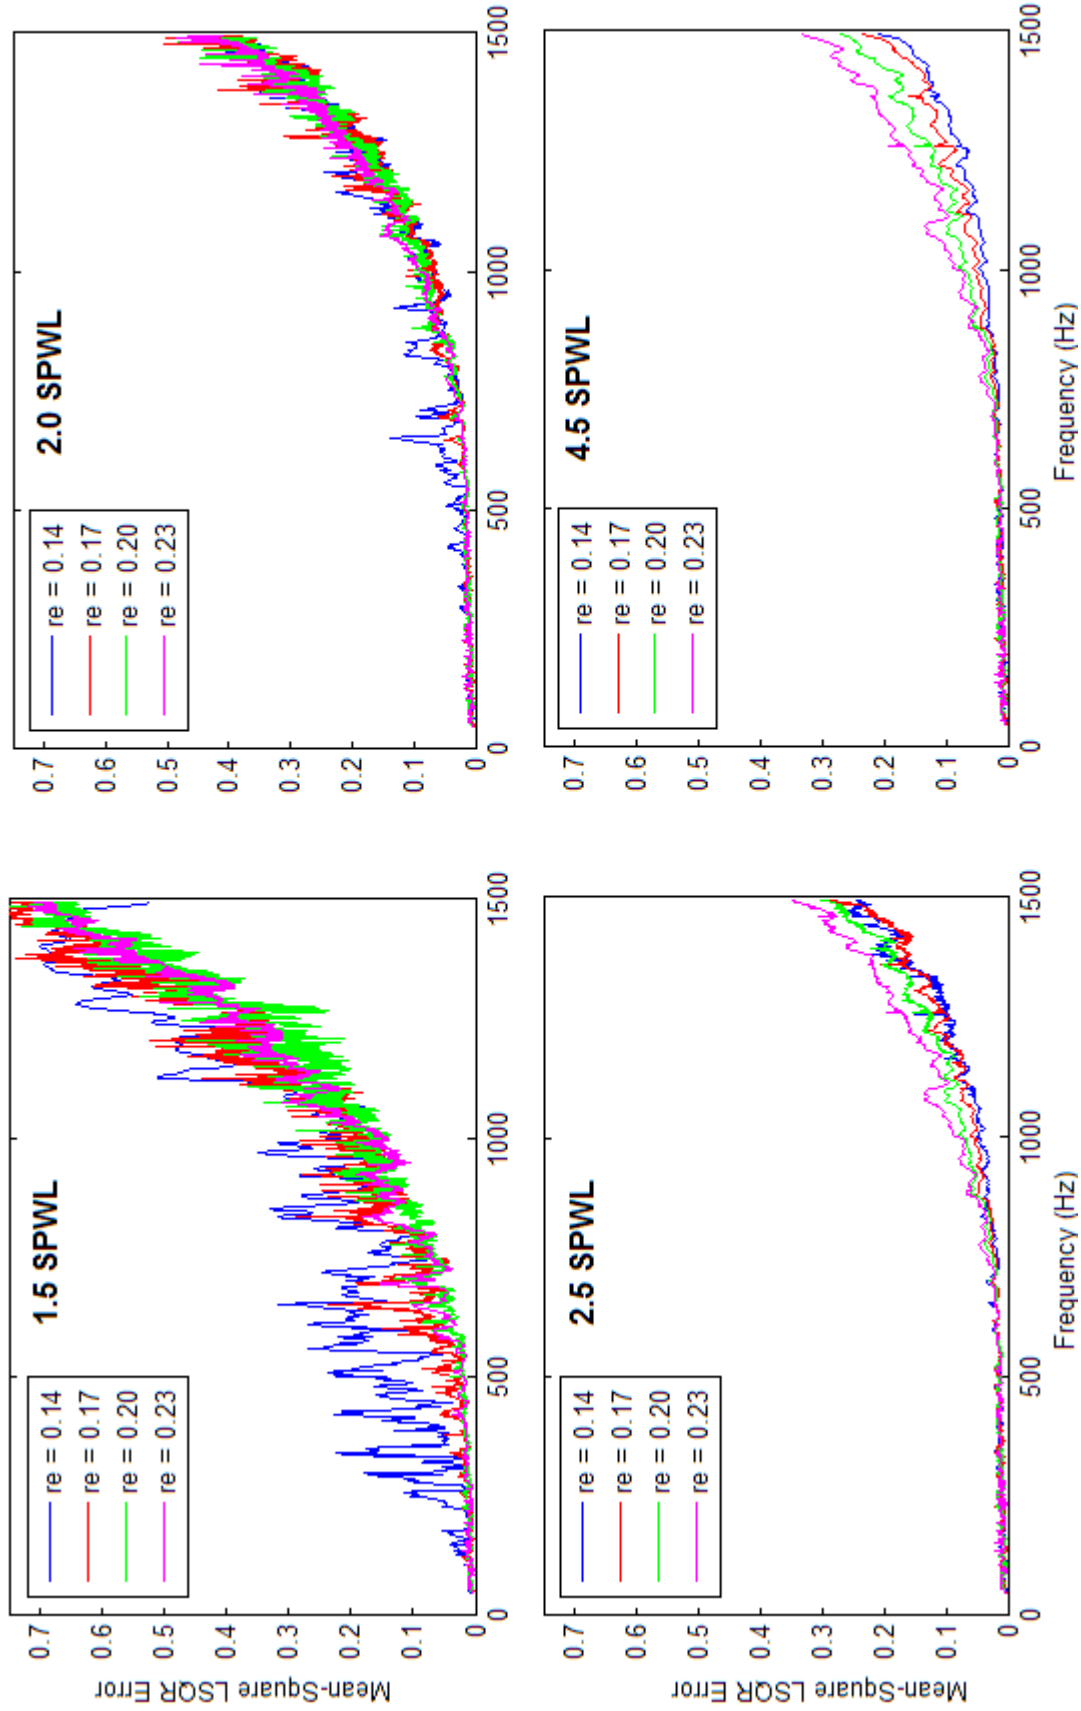 1.5 SPWL
re = 0.14
re = 0.17
re = 0.20
re = 0.23
Mean-Square LSQR Error
0.7
0.6
0.5
0.4
0.3
0.2
0.1
0
0
500
1000
1500
2.0 SPWL
re = 0.14
re = 0.17
re = 0.20
re = 0.23
0.7
0.6
0.5
0.4
0.3
0.2
0.1
0
0
500
1000
1500
2.5 SPWL
re = 0.14
re = 0.17
re = 0.20
re = 0.23
Mean-Square LSQR Error
0.7
0.6
0.5
0.4
0.3
0.2
0.1
0
0
500
1000
1500
Frequency (Hz)
4.5 SPWL
re = 0.14
re = 0.17
re = 0.20
re = 0.23
0.7
0.6
0.5
0.4
0.3
0.2
0.1
0
0
500
1000
1500
Frequency (Hz)